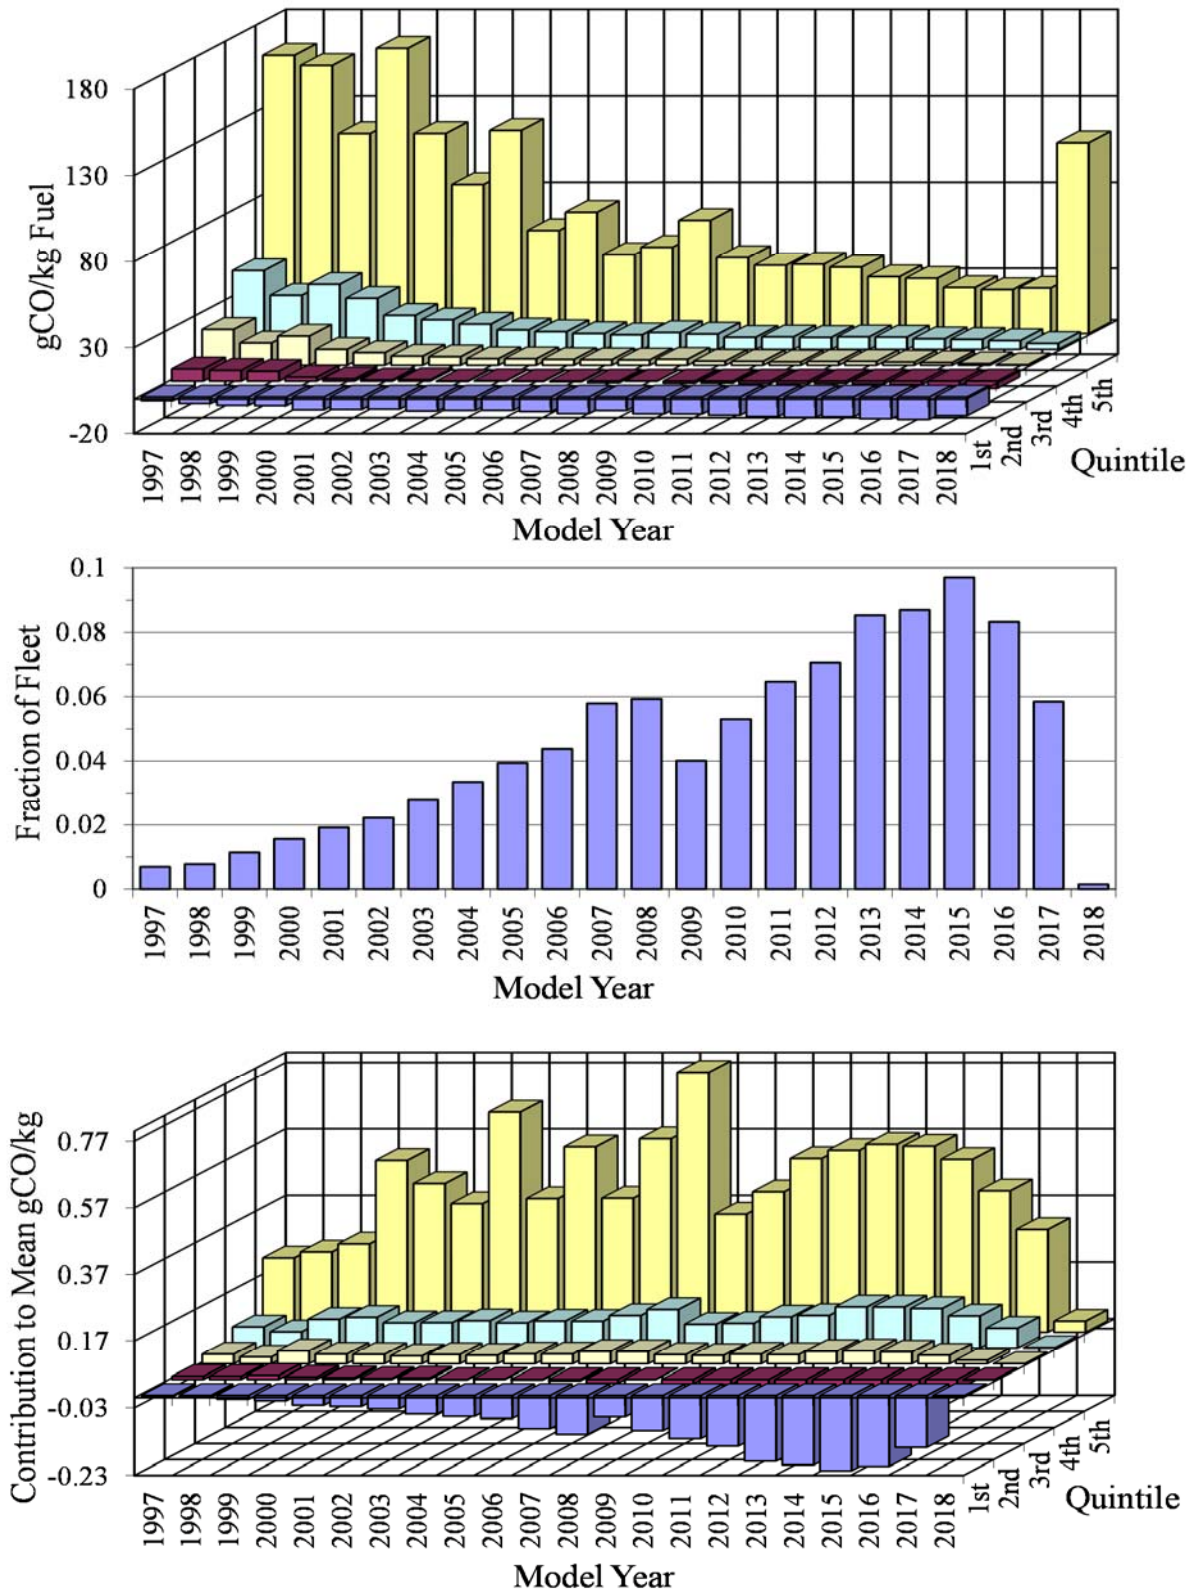 180
130
80
30
-20
gCO/kg Fuel
1997 1998 1999 2000 2001 2002 2003 2004 2005 2006 2007 2008 2009 2010 2011 2012 2013 2014 2015 2016 2017 2018
1st 2nd 3rd 4th 5th
Quintile
Model Year
0.1
0.08
0.06
0.04
0.02
0
Fraction of Fleet
1997 1998 1999 2000 2001 2002 2003 2004 2005 2006 2007 2008 2009 2010 2011 2012 2013 2014 2015 2016 2017 2018
Model Year
0.77
0.57
0.37
0.17
-0.03
-0.23
Contribution to Mean gCO/kg
1997 1998 1999 2000 2001 2002 2003 2004 2005 2006 2007 2008 2009 2010 2011 2012 2013 2014 2015 2016 2017 2018
1st 2nd 3rd 4th 5th
Quintile
Model Year